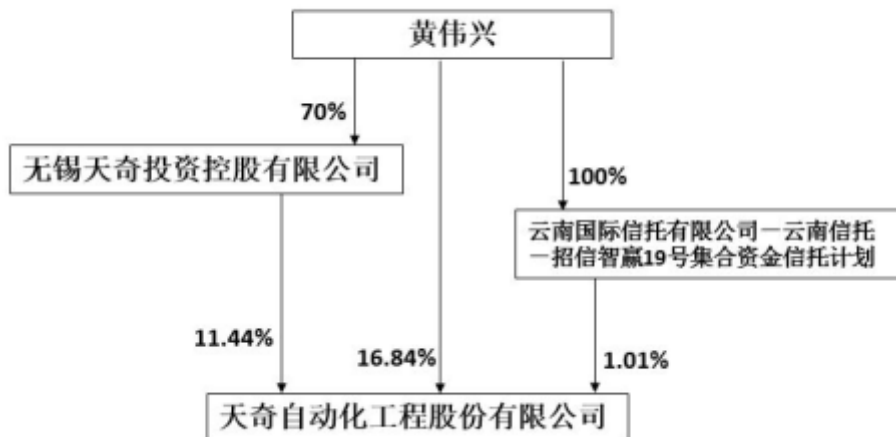 黄伟兴
70%
无锡天奇投资控股有限公司
100%
云南国际信托有限公司－云南信托
－招信智赢19号集合资金信托计划
11.44%
16.84%
1.01%
天奇自动化工程股份有限公司